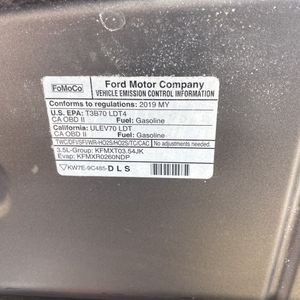 FoMoCo
Ford Motor Company
VEHICLE EMISSION CONTROL INFORMATION
Conforms to regulations: 2019 MY
U.S. EPA: T3B70 LDT4
CA OBD II Fuel: Gasoline
California: ULEV70 LDT
CA OBD II Fuel: Gasoline
TWC/DFI/SFI/WR-HO2S/HO2S/TC/CAC No adjustments needed.
3.5L-Group: KFMXT03.54JK
Evap: KFMXR0260NDP
KW7E-9C485-DLS